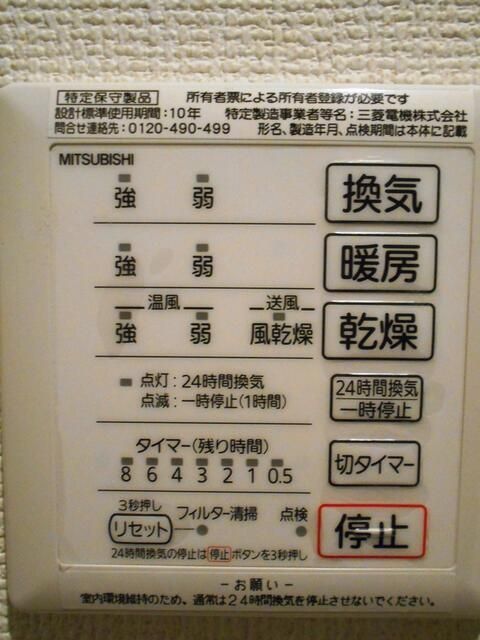 特定保守製品 所有者票による所有者登録が必要です
設計標準使用期間：10年 特定製造事業者等名：三菱電機株式会社
問合せ連絡先：0120-490-499 形名、製造年月、点検期間は本体に記載
MITSUBISHI
強 弱 換気
強 弱 暖房
温風 送風
強 弱 風乾燥 乾燥
点灯：24時間換気
点滅：一時停止(1時間)
24時間換気
一時停止
タイマー(残り時間)
8 6 4 3 2 1 0.5
切タイマー
3秒押し
リセット フィルター清掃 点検
停止
24時間換気の停止は停止ボタンを3秒押し
－お願い－
室内環境維持のため、通常は24時間換気を停止させないでください。